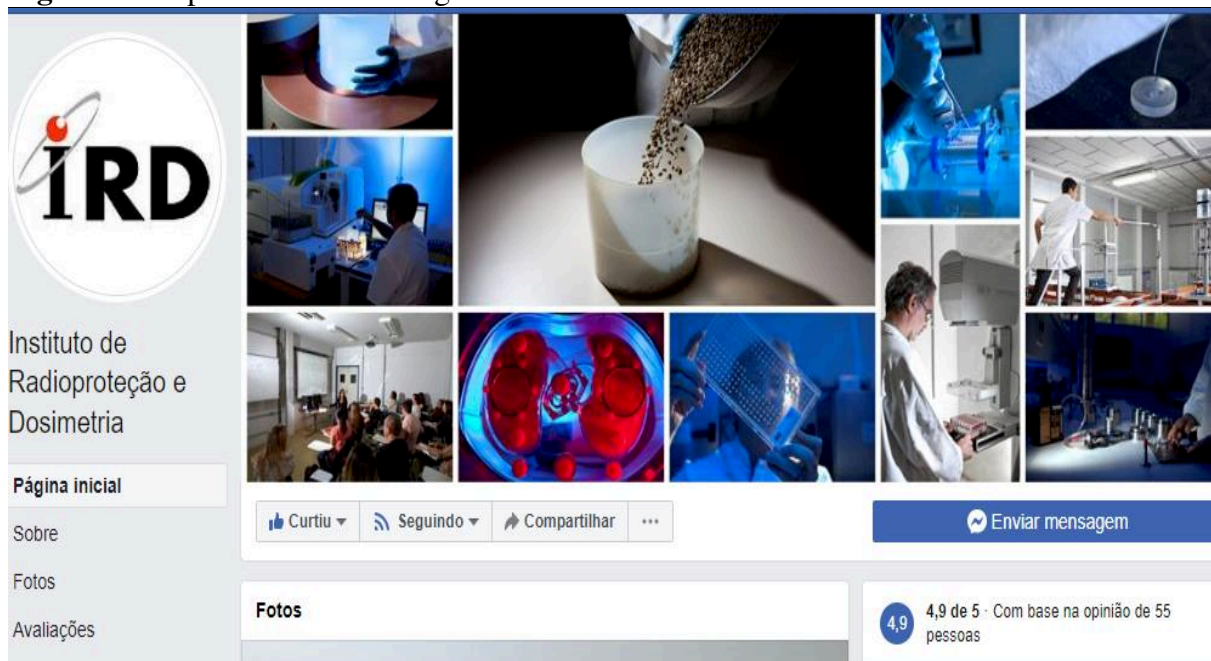 IRD
Instituto de
Radioproteção e
Dosimetria
Página inicial
Sobre
Fotos
Avaliações
Curtiu
Seguindo
Compartilhar
...
Enviar mensagem
Fotos
4,9
4,9 de 5 · Com base na opinião de 55
pessoas